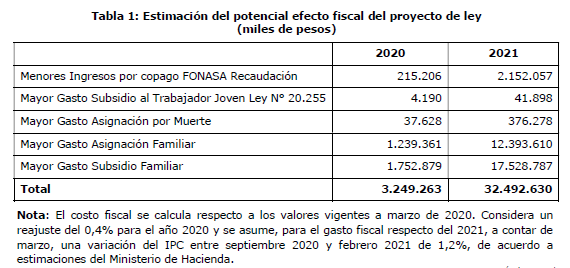 Tabla 1: Estimación del potencial efecto fiscal del proyecto de ley
(miles de pesos)
2020 2021
Menores Ingresos por copago FONASA Recaudación 215.206 2.152.057
Mayor Gasto Subsidio al Trabajador Joven Ley N° 20.255 4.190 41.898
Mayor Gasto Asignación por Muerte 37.628 376.278
Mayor Gasto Asignación Familiar 1.239.361 12.393.610
Mayor Gasto Subsidio Familiar 1.752.879 17.528.787
Total 3.249.263 32.492.630
Nota: El costo fiscal se calcula respecto a los valores vigentes a marzo de 2020. Considera un
reajuste del 0,4% para el año 2020 y se asume, para el gasto fiscal respecto del 2021, a contar de
marzo, una variación del IPC entre septiembre 2020 y febrero 2021 de 1,2%, de acuerdo a
estimaciones del Ministerio de Hacienda.